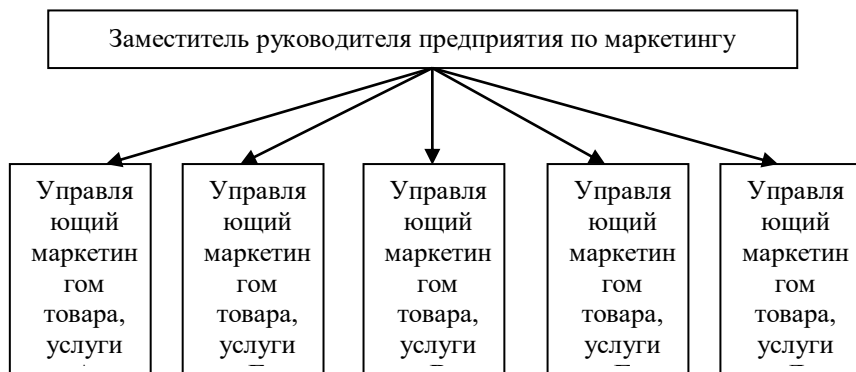 Заместитель руководителя предприятия по маркетингу
Управля
ющий
маркетин
гом
товара,
услуги
Управля
ющий
маркетин
гом
товара,
услуги
Управля
ющий
маркетин
гом
товара,
услуги
Управля
ющий
маркетин
гом
товара,
услуги
Управля
ющий
маркетин
гом
товара,
услуги